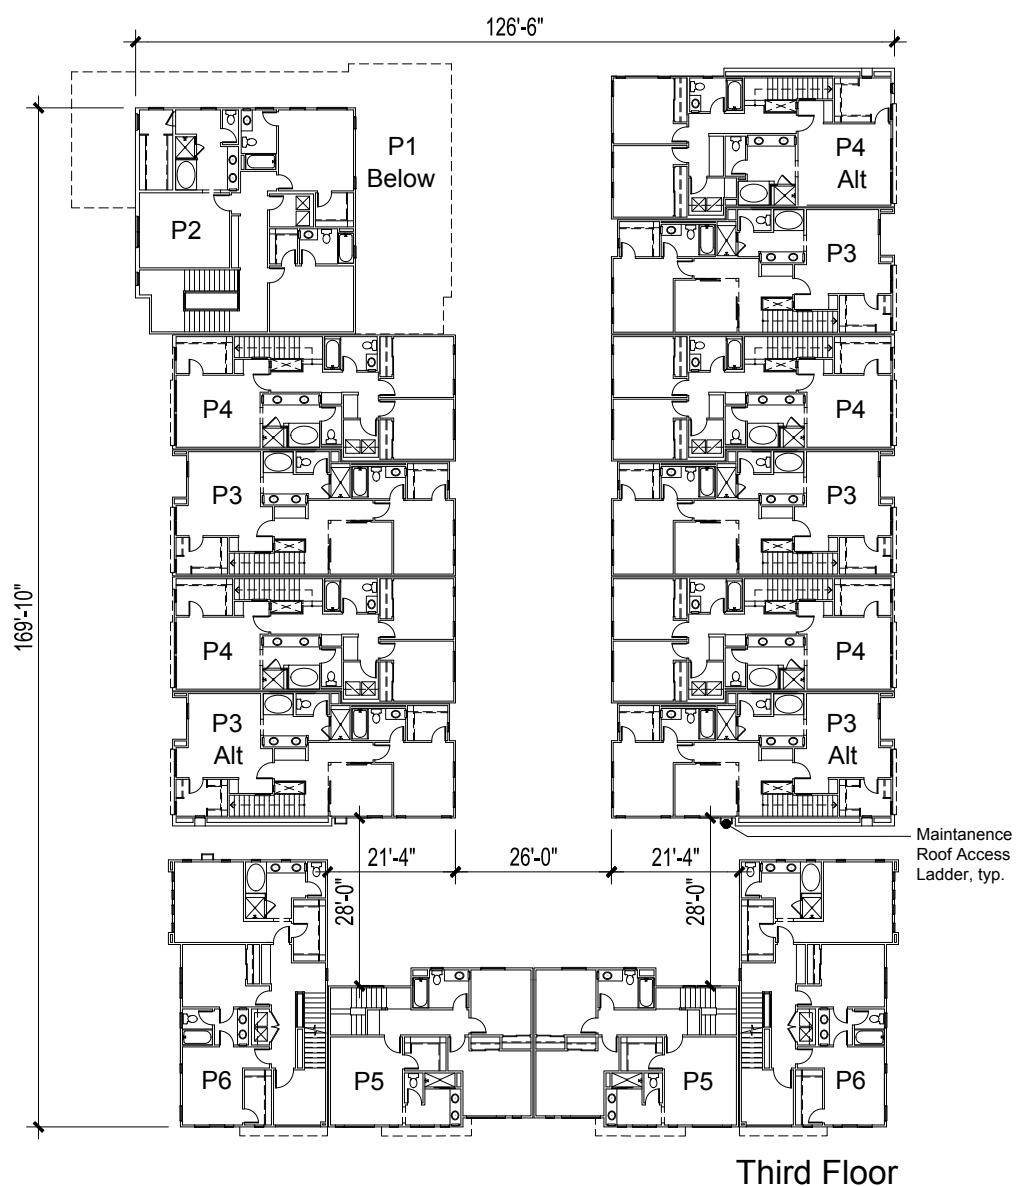 126'-6"
P1
Below
P4
Alt
P2
P3
P4
P4
P3
P3
169'-10"
P4
P4
P3
Alt
P3
Alt
Maintanence
Roof Access
Ladder, typ.
21'-4"
26'-0"
21'-4"
28'-0"
28'-0"
P6
P5
P5
P6
Third Floor